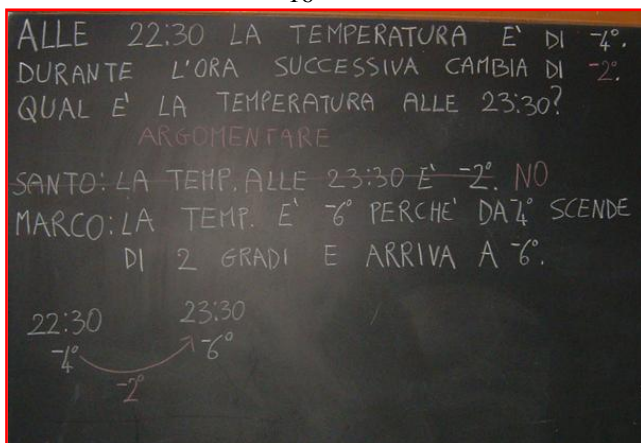 ALLE 22:30 LA TEMPERATURA E' DI -4°.
DURANTE L'ORA SUCCESSIVA CAMBIA DI -2°.
QUAL E' LA TEMPERATURA ALLE 23:30?
ARGOMENTARE
SANTO: LA TEMP. ALLE 23:30 E' -2°. NO
MARCO: LA TEMP. E' -6° PERCHE' DA -4° SCENDE
DI 2 GRADI E ARRIVA A -6°.
22:30 23:30
-4° -6°
-2°